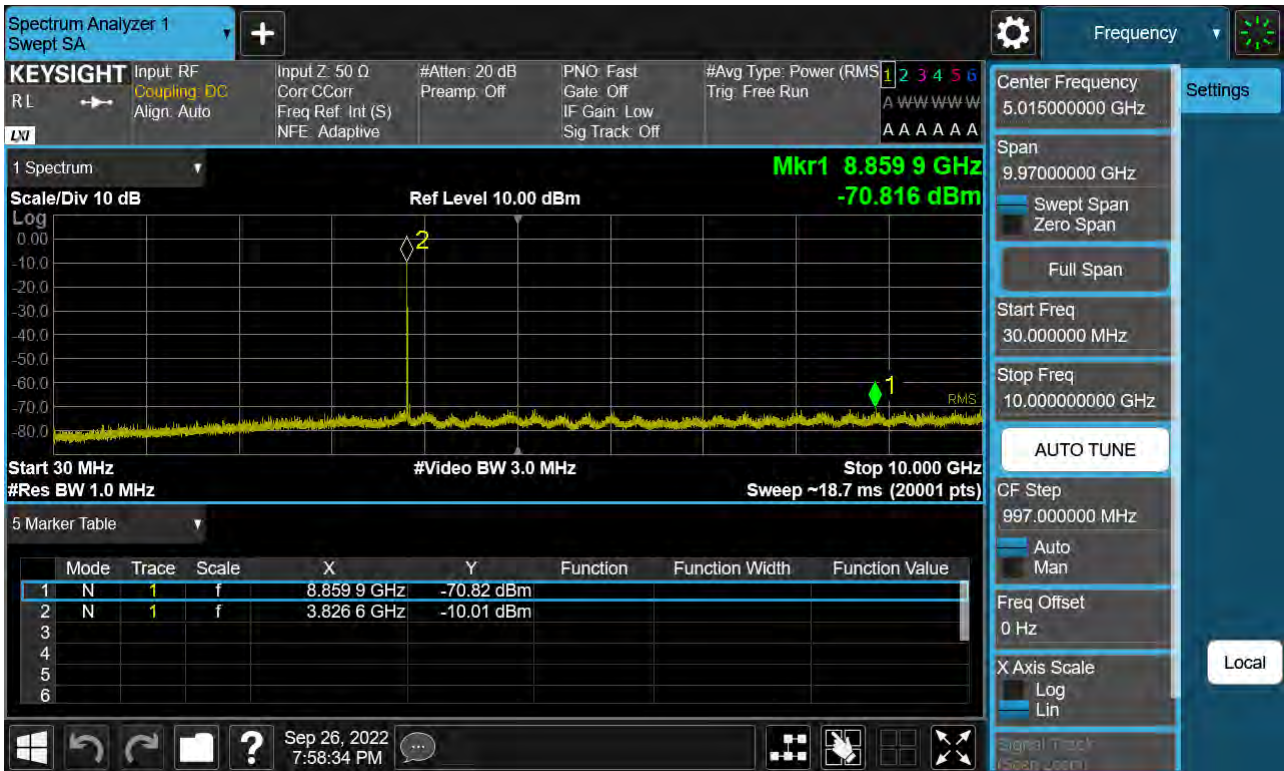 Spectrum Analyzer 1
Swept SA
Frequency
KEYSIGHT
RL
LXI
Input: RF
Coupling: DC
Align: Auto
Input Z: 50 Ω
Corr CCorr
Freq Ref: Int (S)
NFE: Adaptive
#Atten: 20 dB
Preamp: Off
PNO: Fast
Gate: Off
IF Gain: Low
Sig Track: Off
#Avg Type: Power (RMS
Trig: Free Run
1 2 3 4 5 6
A W W W W W
A A A A A A
1 Spectrum
Mkr1 8.859 9 GHz
-70.816 dBm
Scale/Div 10 dB
Ref Level 10.00 dBm
Log
0.00
-10.0
-20.0
-30.0
-40.0
-50.0
-60.0
-70.0
-80.0
2
1
RMS
Start 30 MHz
#Video BW 3.0 MHz
Stop 10.000 GHz
#Res BW 1.0 MHz
Sweep ~18.7 ms (20001 pts)
5 Marker Table
Mode Trace Scale X Y Function Function Width Function Value
1 N 1 f 8.859 9 GHz -70.82 dBm
2 N 1 f 3.826 6 GHz -10.01 dBm
3
4
5
6
Sep 26, 2022
7:58:34 PM
Center Frequency
5.015000000 GHz
Settings
Span
9.97000000 GHz
Swept Span
Zero Span
Full Span
Start Freq
30.000000 MHz
Stop Freq
10.000000000 GHz
AUTO TUNE
CF Step
997.000000 MHz
Auto
Man
Freq Offset
0 Hz
X Axis Scale
Log
Lin
Local
Signal Track
(Span Zoom)